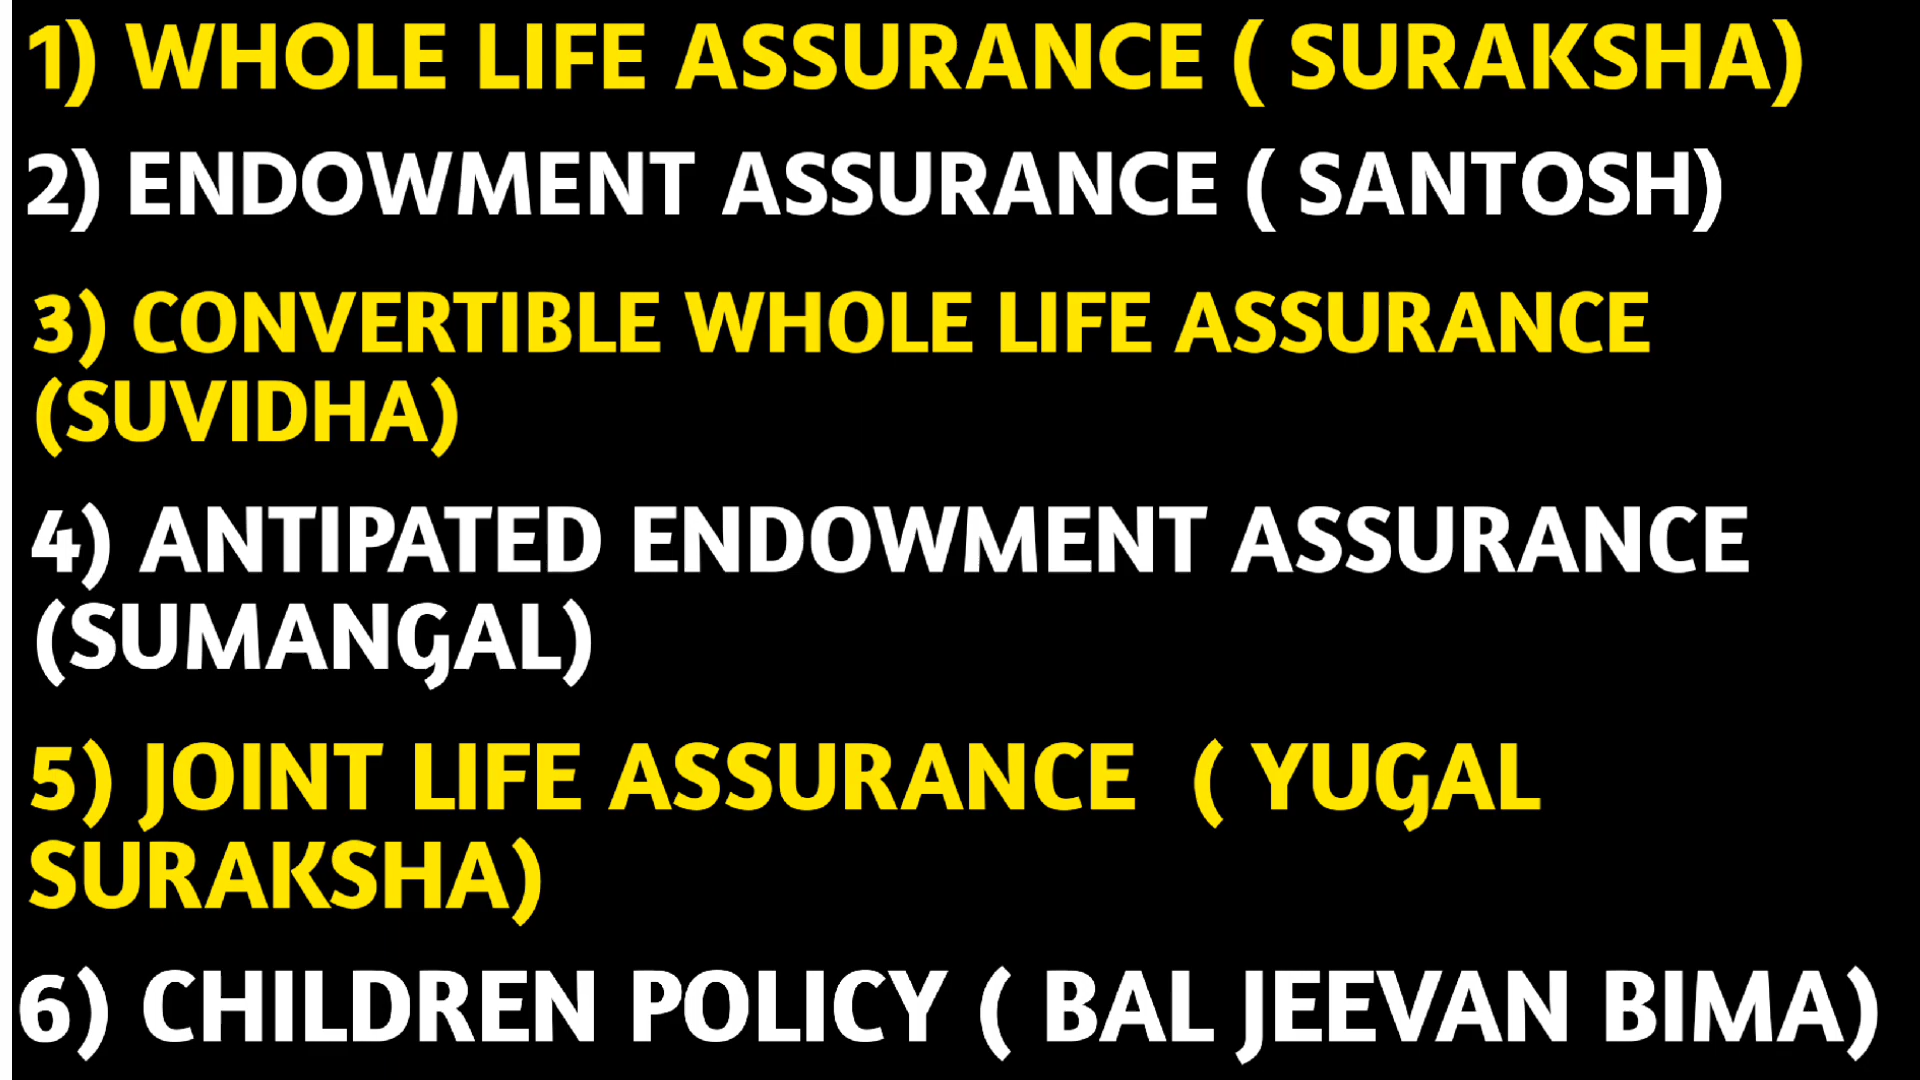 1) WHOLE LIFE ASSURANCE ( SURAKSHA)
2) ENDOWMENT ASSURANCE ( SANTOSH)
3) CONVERTIBLE WHOLE LIFE ASSURANCE
(SUVIDHA)
4) ANTIPATED ENDOWMENT ASSURANCE
(SUMANGAL)
5) JOINT LIFE ASSURANCE  ( YUGAL
SURAKSHA)
6) CHILDREN POLICY ( BAL JEEVAN BIMA)